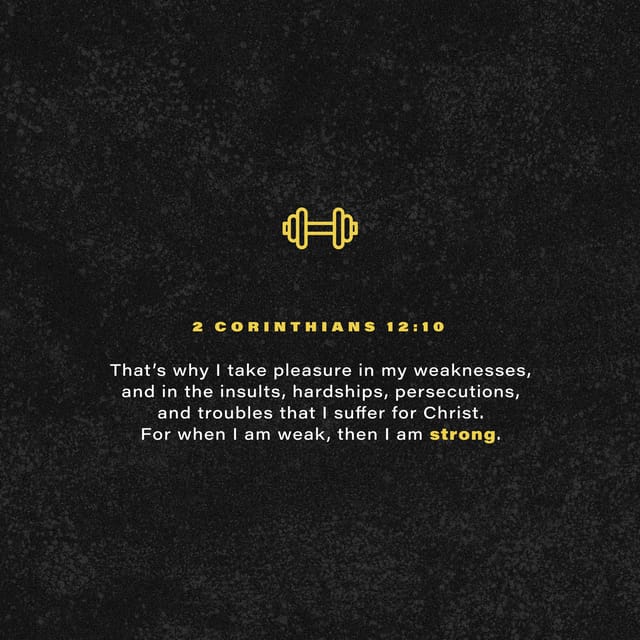 2 CORINTHIANS 12:10
That's why I take pleasure in my weaknesses,
and in the insults, hardships, persecutions,
and troubles that I suffer for Christ.
For when I am weak, then I am strong.